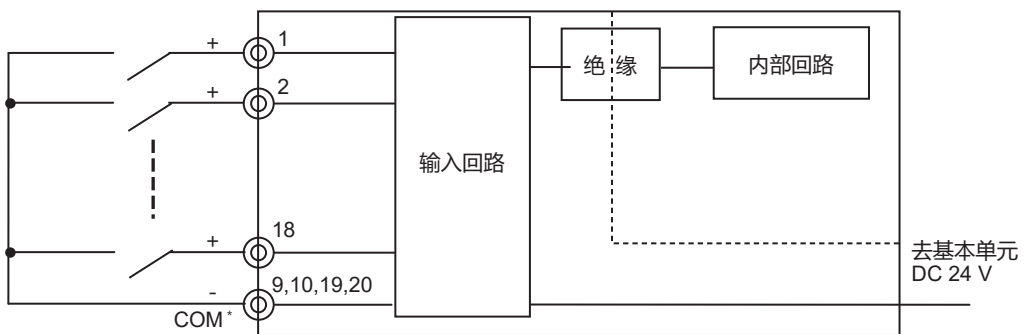 +
1
+
2
绝缘
内部回路
输入回路
+
18
-
9,10,19,20
COM*
去基本单元
DC 24 V